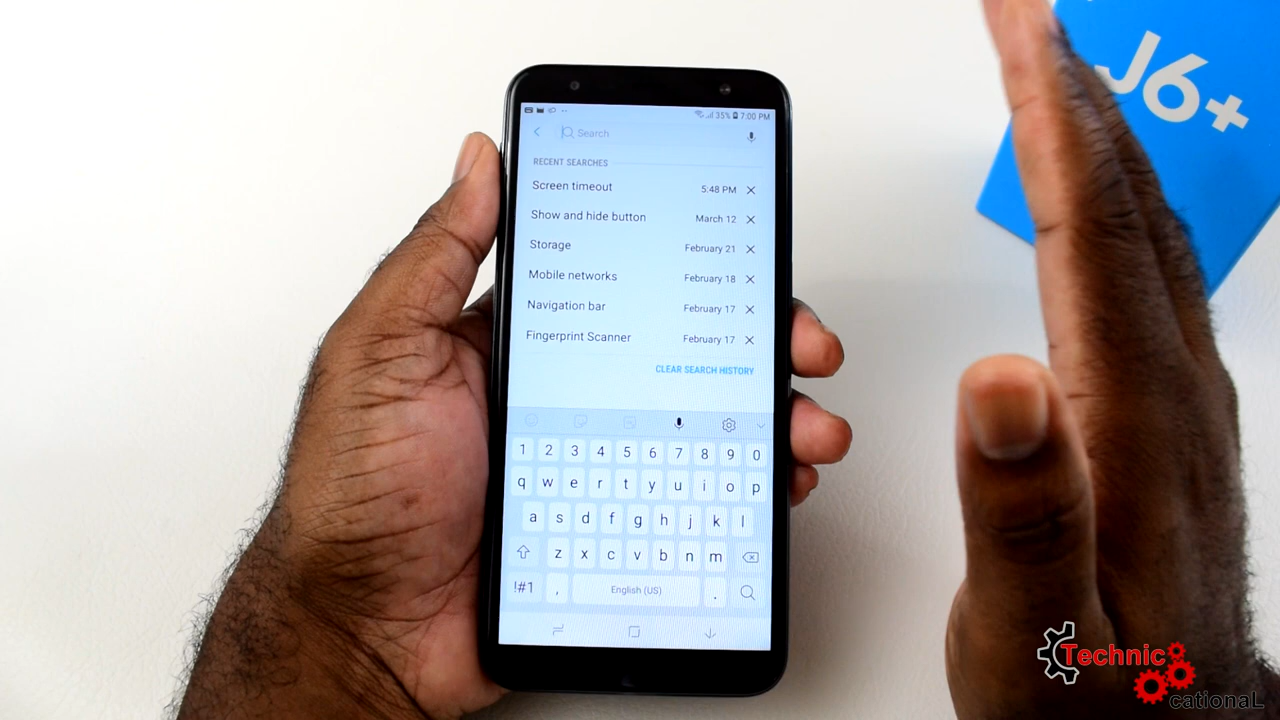 35% 7:00 PM
Search
RECENT SEARCHES
Screen timeout 5:48 PM
Show and hide button March 12
Storage February 21
Mobile networks February 18
Navigation bar February 17
Fingerprint Scanner February 17
CLEAR SEARCH HISTORY
1 2 3 4 5 6 7 8 9 0
q w e r t y u i o p
a s d f g h j k l
z x c v b n m
!#1 , English (US) .
J6+
Technic
cationaL